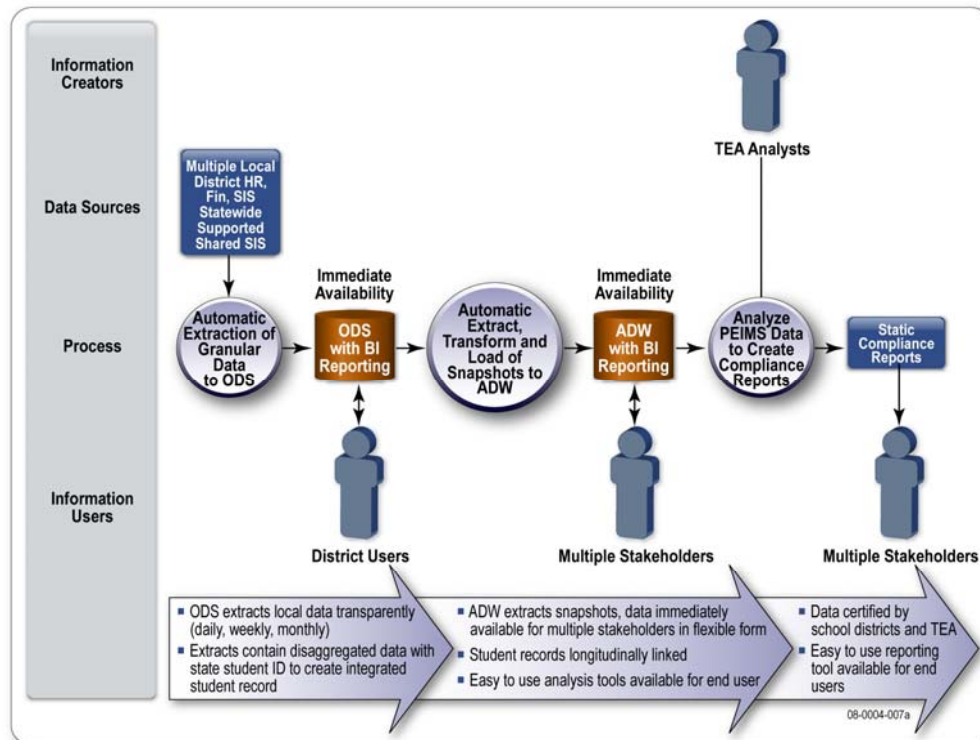 Information
Creators
TEA Analysts
Data Sources
Multiple Local
District HR,
Fin, SIS
Statewide
Supported
Shared SIS
Process
Automatic
Extraction of
Granular
Data
to ODS
Immediate
Availability
ODS
with BI
Reporting
Automatic
Extract,
Transform and
Load of
Snapshots to
ADW
Immediate
Availability
ADW
with BI
Reporting
Analyze
PEIMS Data
to Create
Compliance
Reports
Static
Compliance
Reports
Information
Users
District Users
Multiple Stakeholders
Multiple Stakeholders
▪ ODS extracts local data transparently
(daily, weekly, monthly)
▪ Extracts contain disaggregated data with
state student ID to create integrated
student record
▪ ADW extracts snapshots, data immediately
available for multiple stakeholders in flexible form
▪ Student records longitudinally linked
▪ Easy to use analysis tools available for end user
▪ Data certified by
school districts and TEA
▪ Easy to use reporting
tool available for end
users
08-0004-007a